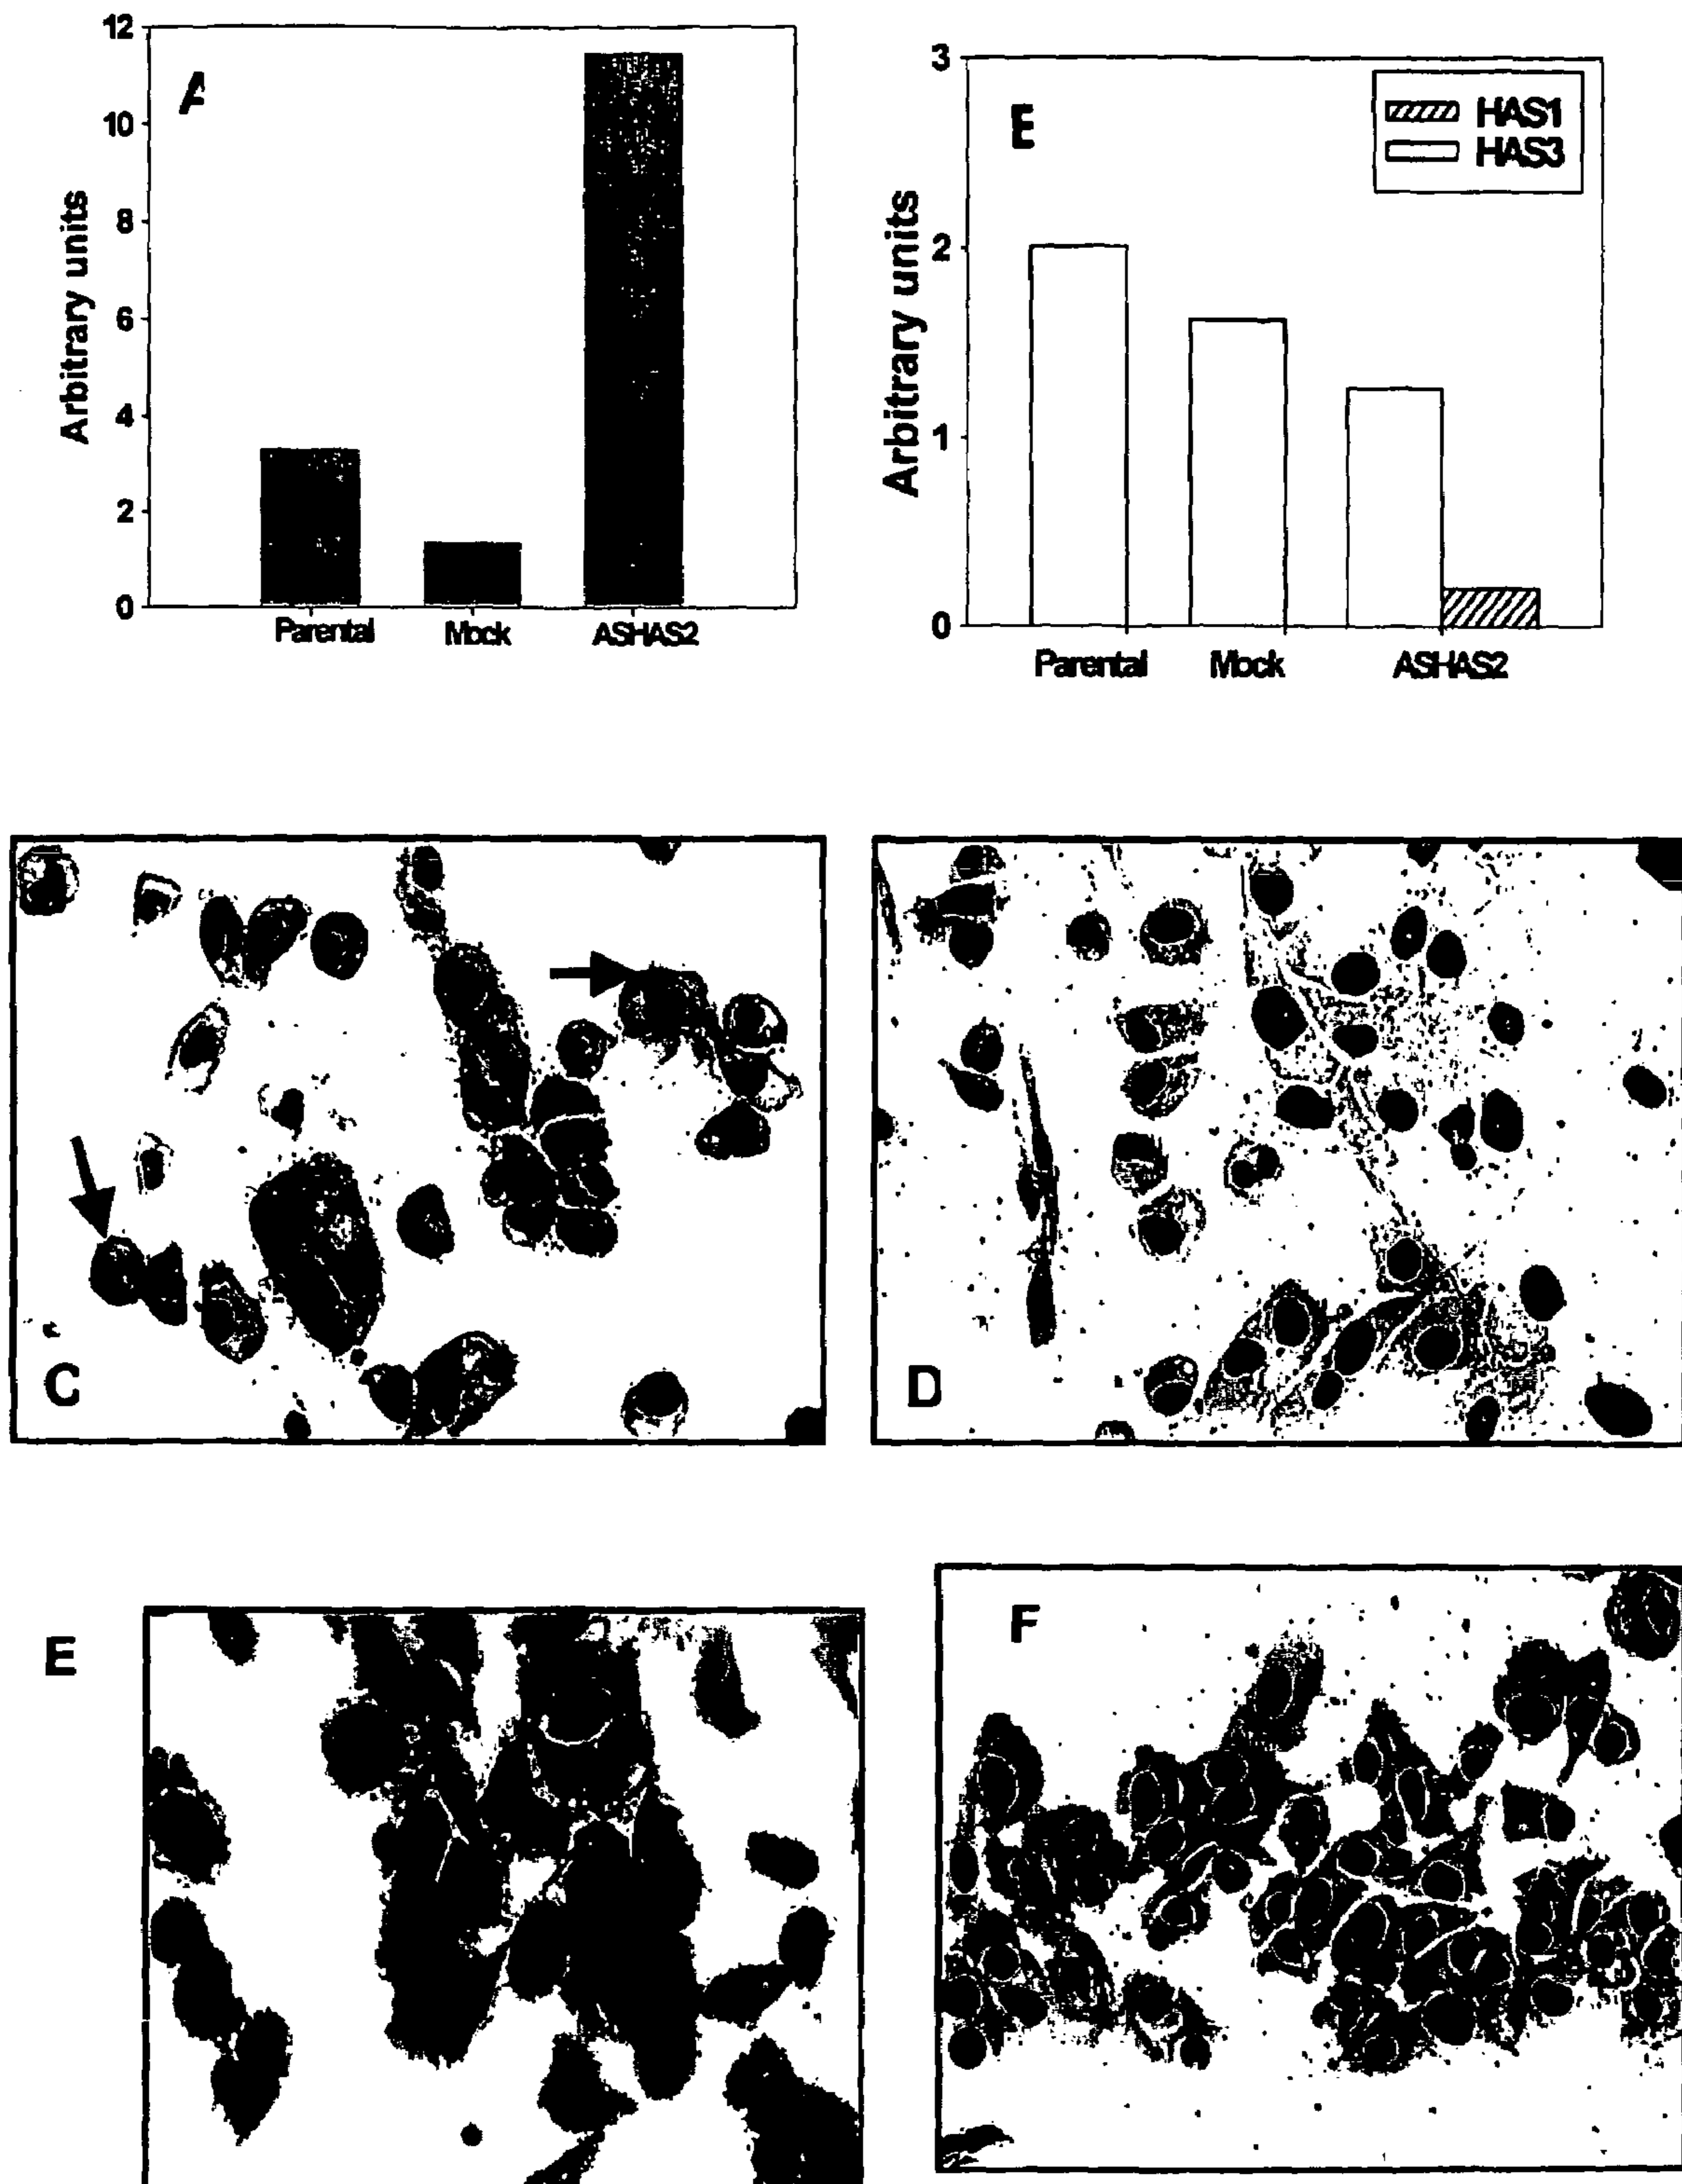 A
12
10
8
6
4
2
0
Arbitrary units
Parental Mock ASHAS2
E
3
2
1
0
Arbitrary units
HAS1
HAS3
Parental Mock ASHAS2
C
D
E
F